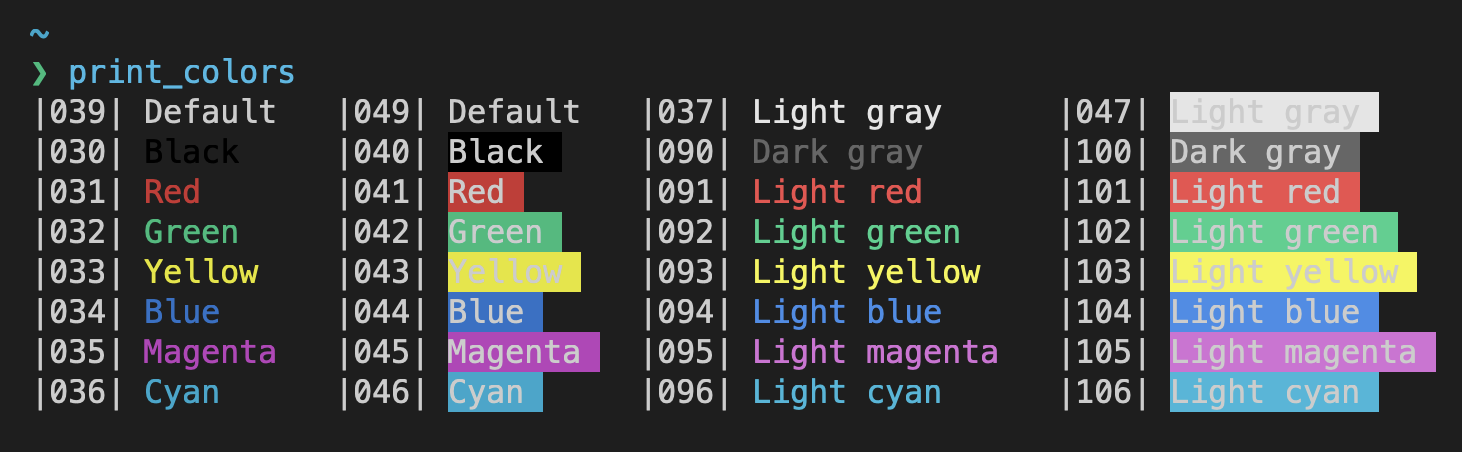 ~
❯ print_colors
|039| Default |049| Default |037| Light gray |047| Light gray
|030| Black |040| Black |090| Dark gray |100| Dark gray
|031| Red |041| Red |091| Light red |101| Light red
|032| Green |042| Green |092| Light green |102| Light green
|033| Yellow |043| Yellow |093| Light yellow |103| Light yellow
|034| Blue |044| Blue |094| Light blue |104| Light blue
|035| Magenta |045| Magenta |095| Light magenta |105| Light magenta
|036| Cyan |046| Cyan |096| Light cyan |106| Light cyan